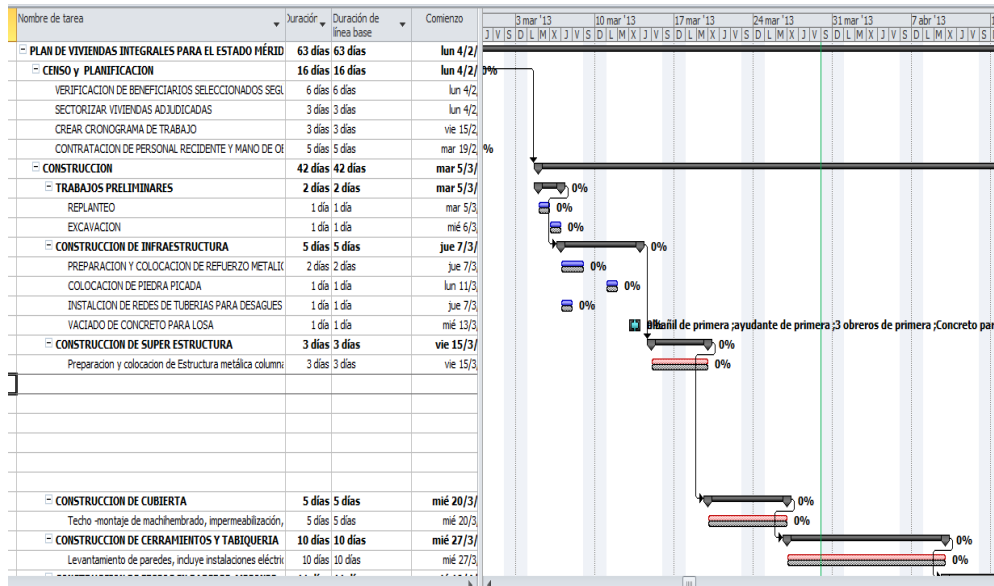 Nombre de tarea Duración Duración de línea base Comienzo
3 mar '13 10 mar '13 17 mar '13 24 mar '13 31 mar '13 7 abr '13
J V S D L M X J V S D L M X J V S D L M X J V S D L M X J V S D L M X J V S D L M X J V S
PLAN DE VIVIENDAS INTEGRALES PARA EL ESTADO MÉRID 63 días 63 días lun 4/2/
CENSO y PLANIFICACION 16 días 16 días lun 4/2/ 0%
VERIFICACION DE BENEFICIARIOS SELECCIONADOS SEGU 6 días 6 días lun 4/2,
SECTORIZAR VIVIENDAS ADJUDICADAS 3 días 3 días lun 4/2,
CREAR CRONOGRAMA DE TRABAJO 3 días 3 días vie 15/2,
CONTRATACION DE PERSONAL RECIDENTE Y MANO DE OB 5 días 5 días mar 19/2, %
CONSTRUCCION 42 días 42 días mar 5/3/
TRABAJOS PRELIMINARES 2 días 2 días mar 5/3/ 0%
REPLANTEO 1 día 1 día mar 5/3, 0%
EXCAVACION 1 día 1 día mié 6/3, 0%
CONSTRUCCION DE INFRAESTRUCTURA 5 días 5 días jue 7/3/ 0%
PREPARACION Y COLOCACION DE REFUERZO METALIC 2 días 2 días jue 7/3, 0%
COLOCACION DE PIEDRA PICADA 1 día 1 día lun 11/3, 0%
INSTALCION DE REDES DE TUBERIAS PARA DESAGUES 1 día 1 día jue 7/3, 0%
VACIADO DE CONCRETO PARA LOSA 1 día 1 día mié 13/3, ;ayudante de primera ;3 obreros de primera ;Concreto par
CONSTRUCCION DE SUPER ESTRUCTURA 3 días 3 días vie 15/3/ 0%
Preparacion y colocacion de Estructura metálica columna 3 días 3 días vie 15/3, 0%
CONSTRUCCION DE CUBIERTA 5 días 5 días mié 20/3/ 0%
Techo -montaje de machihembrado, impermeabilización, 5 días 5 días mié 20/3, 0%
CONSTRUCCION DE CERRAMIENTOS Y TABIQUERIA 10 días 10 días mié 27/3/ 0%
Levantamiento de paredes, incluye instalaciones eléctric 10 días 10 días mié 27/3, 0%